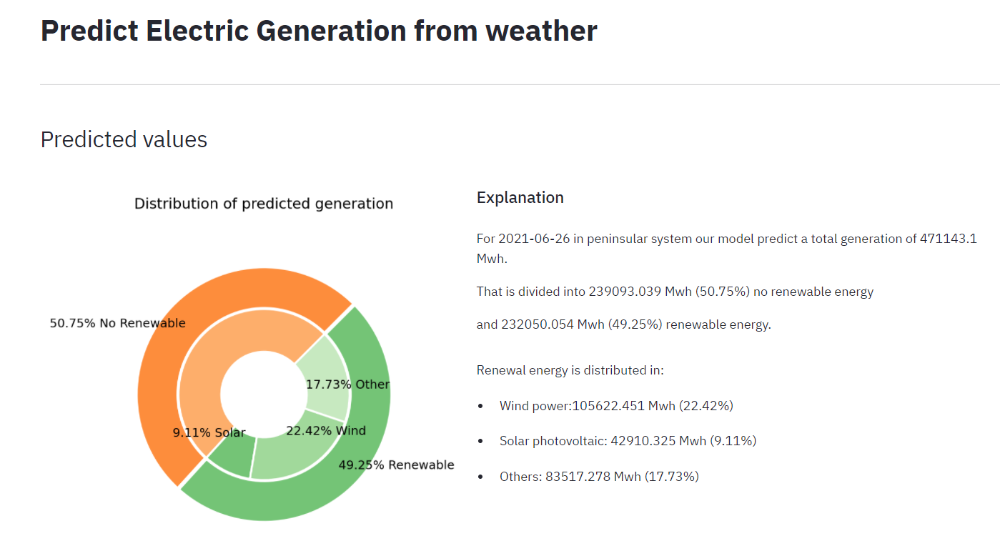 Predict Electric Generation from weather
Predicted values
Distribution of predicted generation
50.75% No Renewable
17.73% Other
9.11% Solar
22.42% Wind
49.25% Renewable
Explanation
For 2021-06-26 in peninsular system our model predict a total generation of 471143.1
Mwh.
That is divided into 239093.039 Mwh (50.75%) no renewable energy
and 232050.054 Mwh (49.25%) renewable energy.
Renewal energy is distributed in:
• Wind power:105622.451 Mwh (22.42%)
• Solar photovoltaic: 42910.325 Mwh (9.11%)
• Others: 83517.278 Mwh (17.73%)